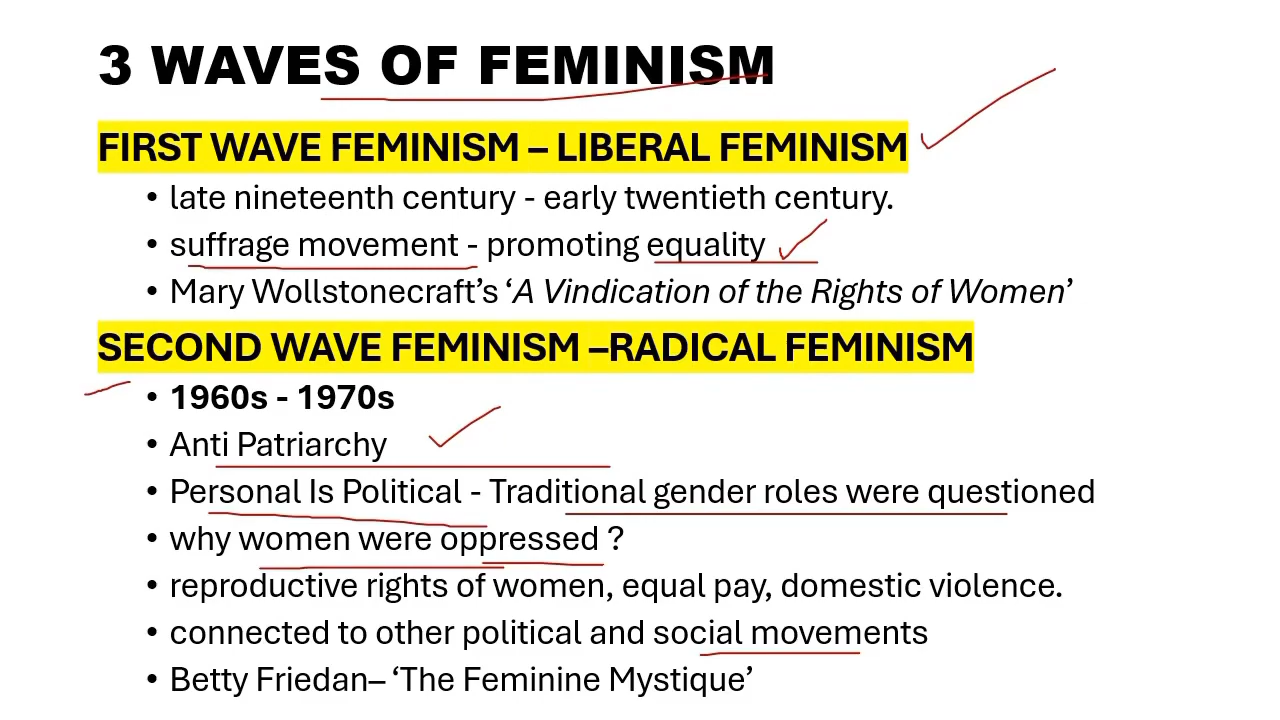 3 WAVES OF FEMINISM
FIRST WAVE FEMINISM – LIBERAL FEMINISM
• late nineteenth century - early twentieth century.
• suffrage movement - promoting equality
• Mary Wollstonecraft’s ‘A Vindication of the Rights of Women’
SECOND WAVE FEMINISM –RADICAL FEMINISM
• 1960s - 1970s
• Anti Patriarchy
• Personal Is Political - Traditional gender roles were questioned
• why women were oppressed ?
• reproductive rights of women, equal pay, domestic violence.
• connected to other political and social movements
• Betty Friedan– ‘The Feminine Mystique’